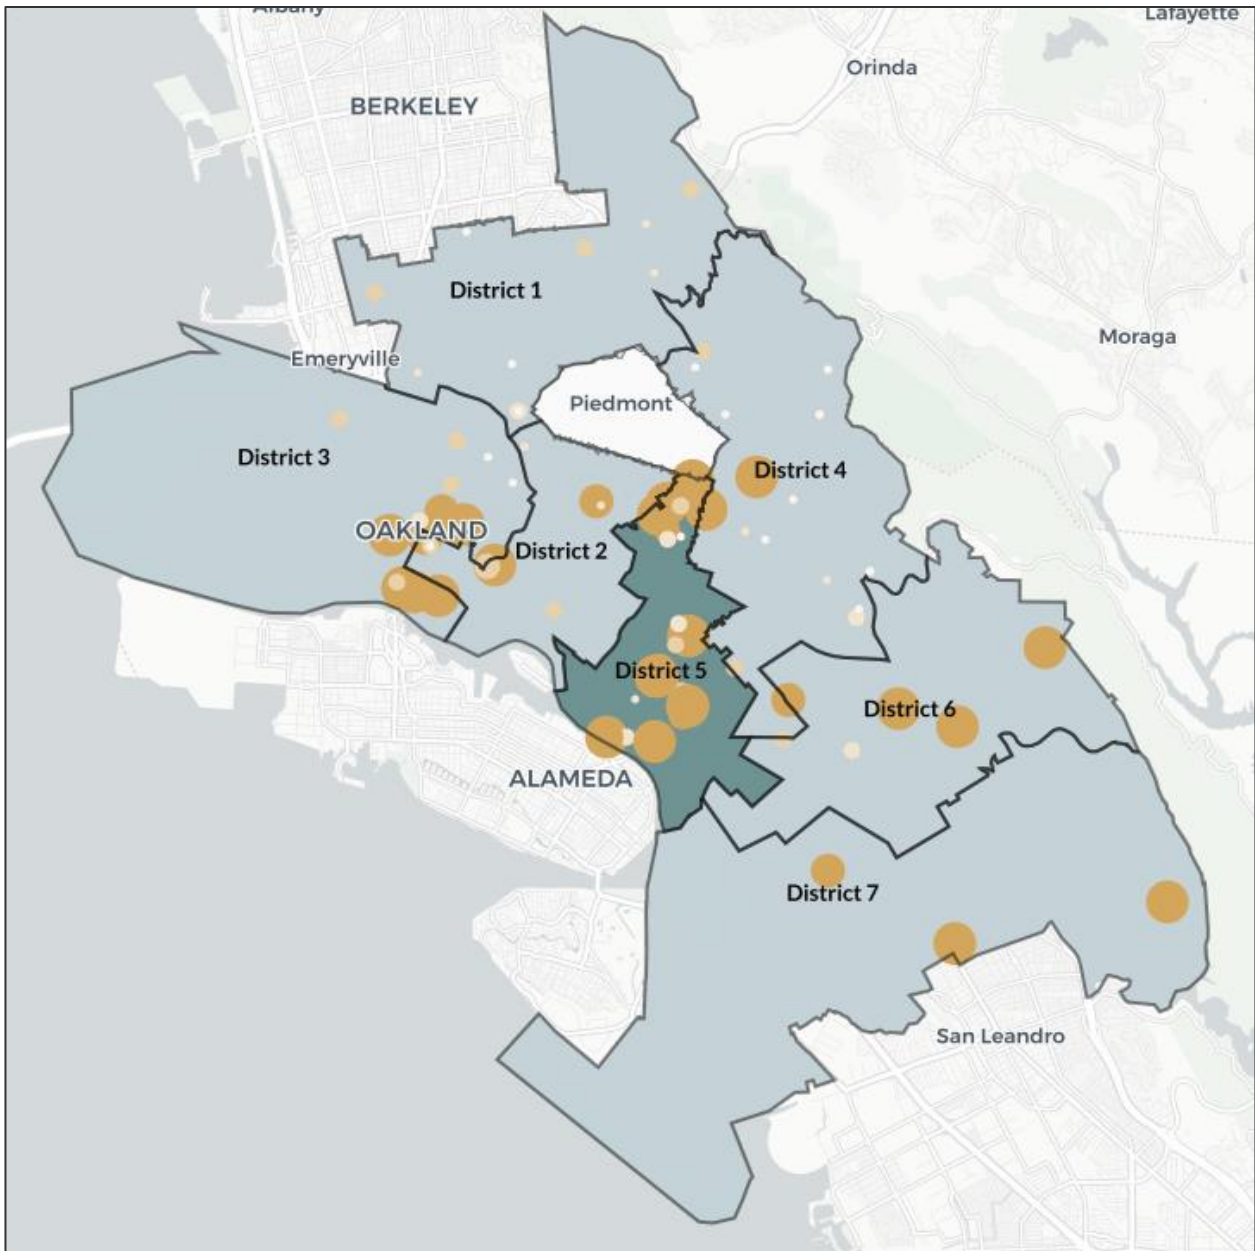 Albany
Lafayette
Orinda
BERKELEY
District 1
Moraga
Emeryville
Piedmont
District 3
District 4
OAKLAND
District 2
District 5
District 6
ALAMEDA
District 7
San Leandro